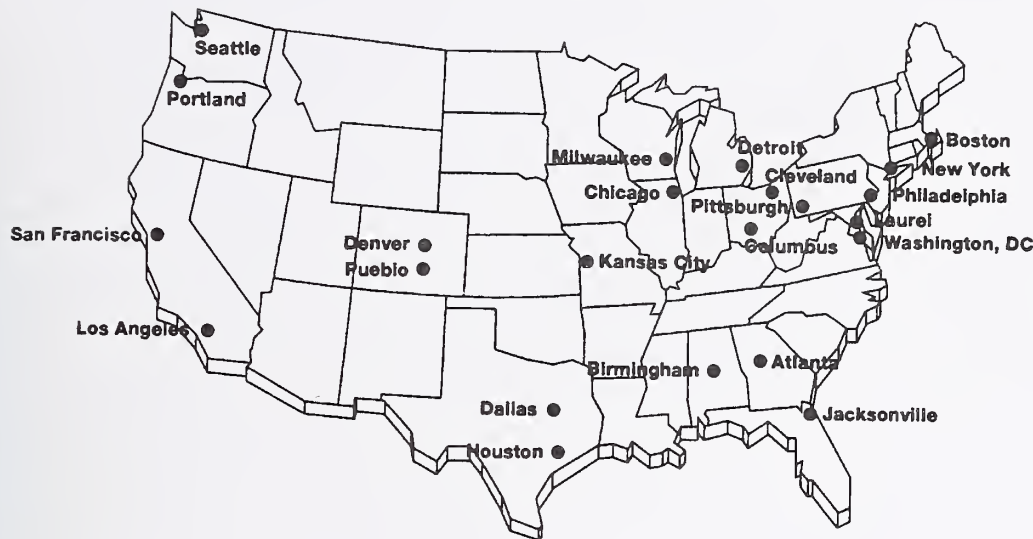 Seattle
Portland
Boston
Detroit
Milwaukee
New York
Cleveland
Chicago
Philadelphia
Pittsburgh
Laurel
San Francisco
Denver
Columbus
Washington, DC
Kansas City
Pueblo
Los Angeles
Atlanta
Birmingham
Dallas
Jacksonville
Houston